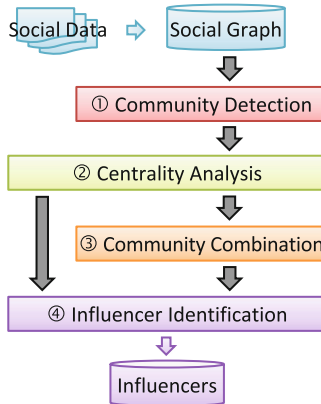 Social Data
Social Graph
① Community Detection
② Centrality Analysis
③ Community Combination
④ Influencer Identification
Influencers